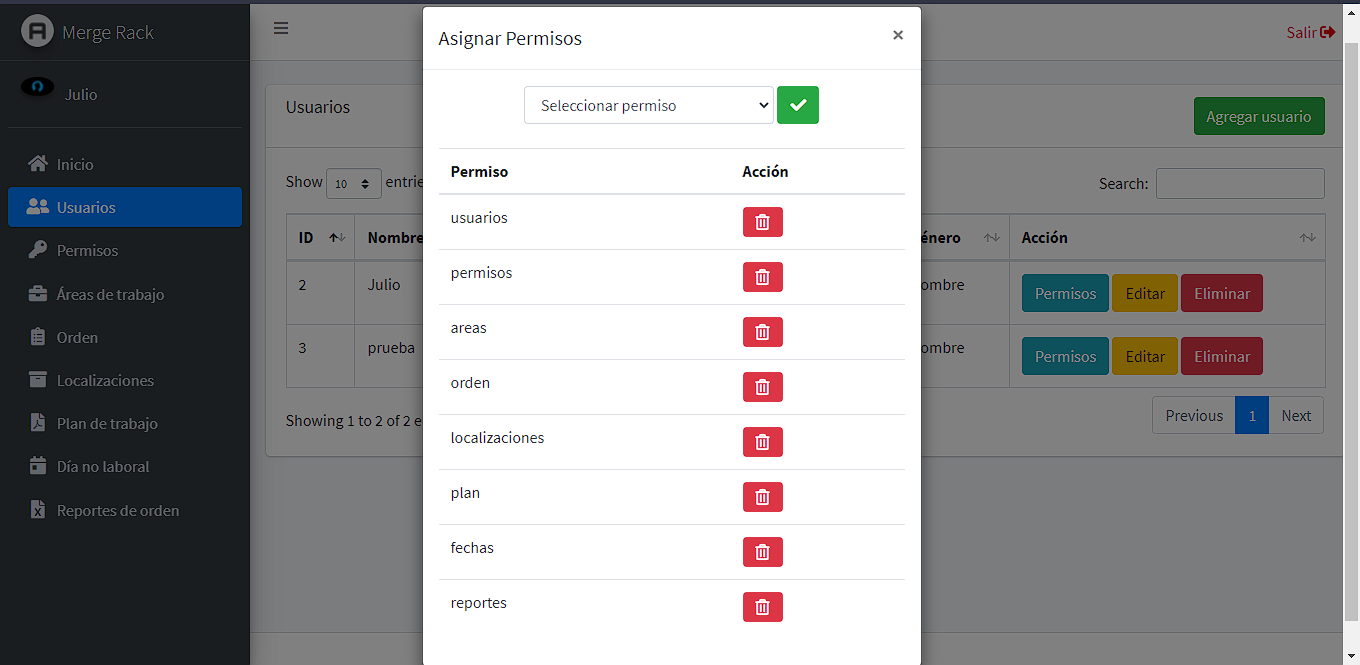 Merge Rack
Julio
Inicio
Usuarios
Permisos
Áreas de trabajo
Orden
Localizaciones
Plan de trabajo
Día no laboral
Reportes de orden
Salir
Usuarios
Agregar usuario
Show 10 entrie
Search:
ID Nombre énero Acción
2 Julio ombre Permisos Editar Eliminar
3 prueba ombre Permisos Editar Eliminar
Showing 1 to 2 of 2 e
Previous 1 Next
Asignar Permisos ×
Seleccionar permiso
Permiso Acción
usuarios
permisos
areas
orden
localizaciones
plan
fechas
reportes